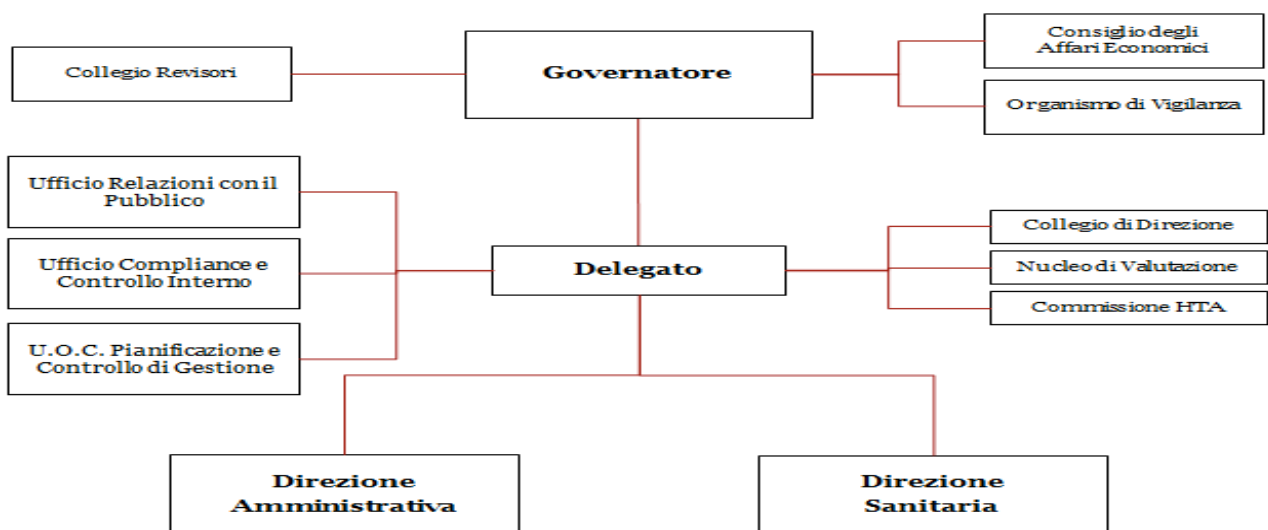 Consiglio degli
Affari Economici
Collegio Revisori
Governatore
Organismo di Vigilanza
Ufficio Relazioni con il
Pubblico
Collegio di Direzione
Ufficio Compliance e
Controllo Interno
Delegato
Nucleo di Valutazione
Commissione HTA
U.O.C. Pianificazione e
Controllo di Gestione
Direzione
Amministrativa
Direzione
Sanitaria